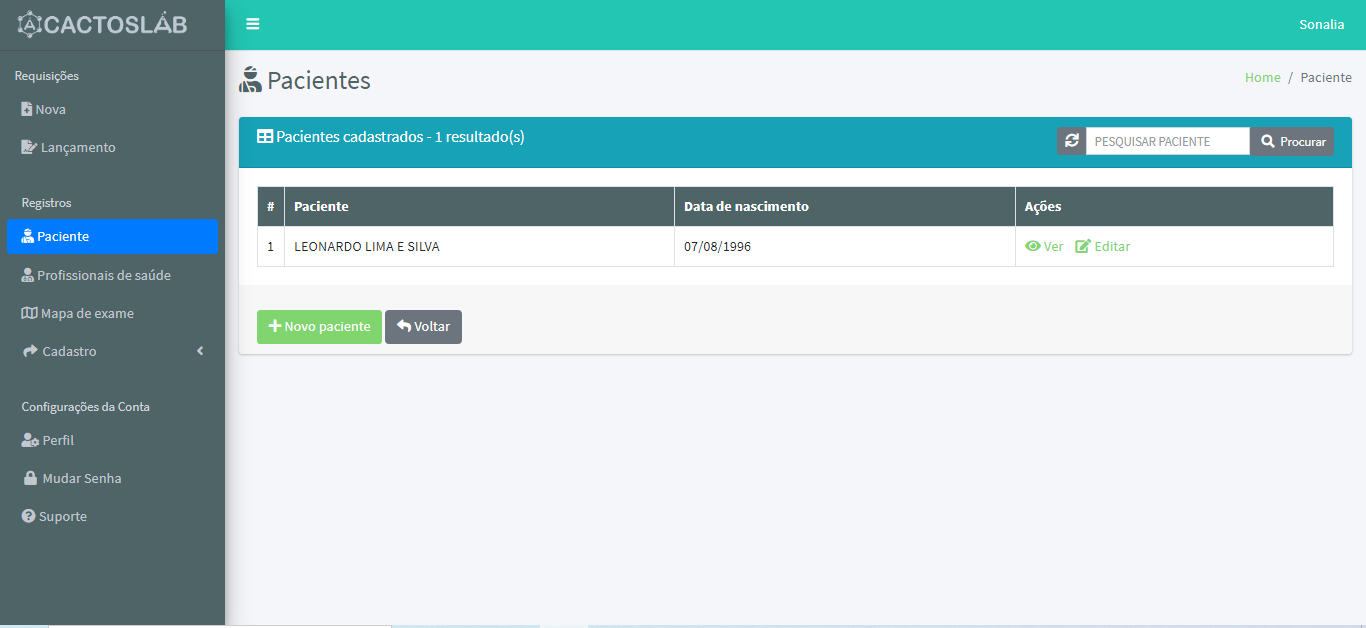 CACTOSLAB
Sonalia
Requisições
Nova
Lançamento
Registros
Paciente
Profissionais de saúde
Mapa de exame
Cadastro
Configurações da Conta
Perfil
Mudar Senha
Suporte
Pacientes
Home / Paciente
Pacientes cadastrados - 1 resultado(s)
PESQUISAR PACIENTE
Procurar
# Paciente Data de nascimento Ações
1 LEONARDO LIMA E SILVA 07/08/1996 Ver Editar
Novo paciente Voltar